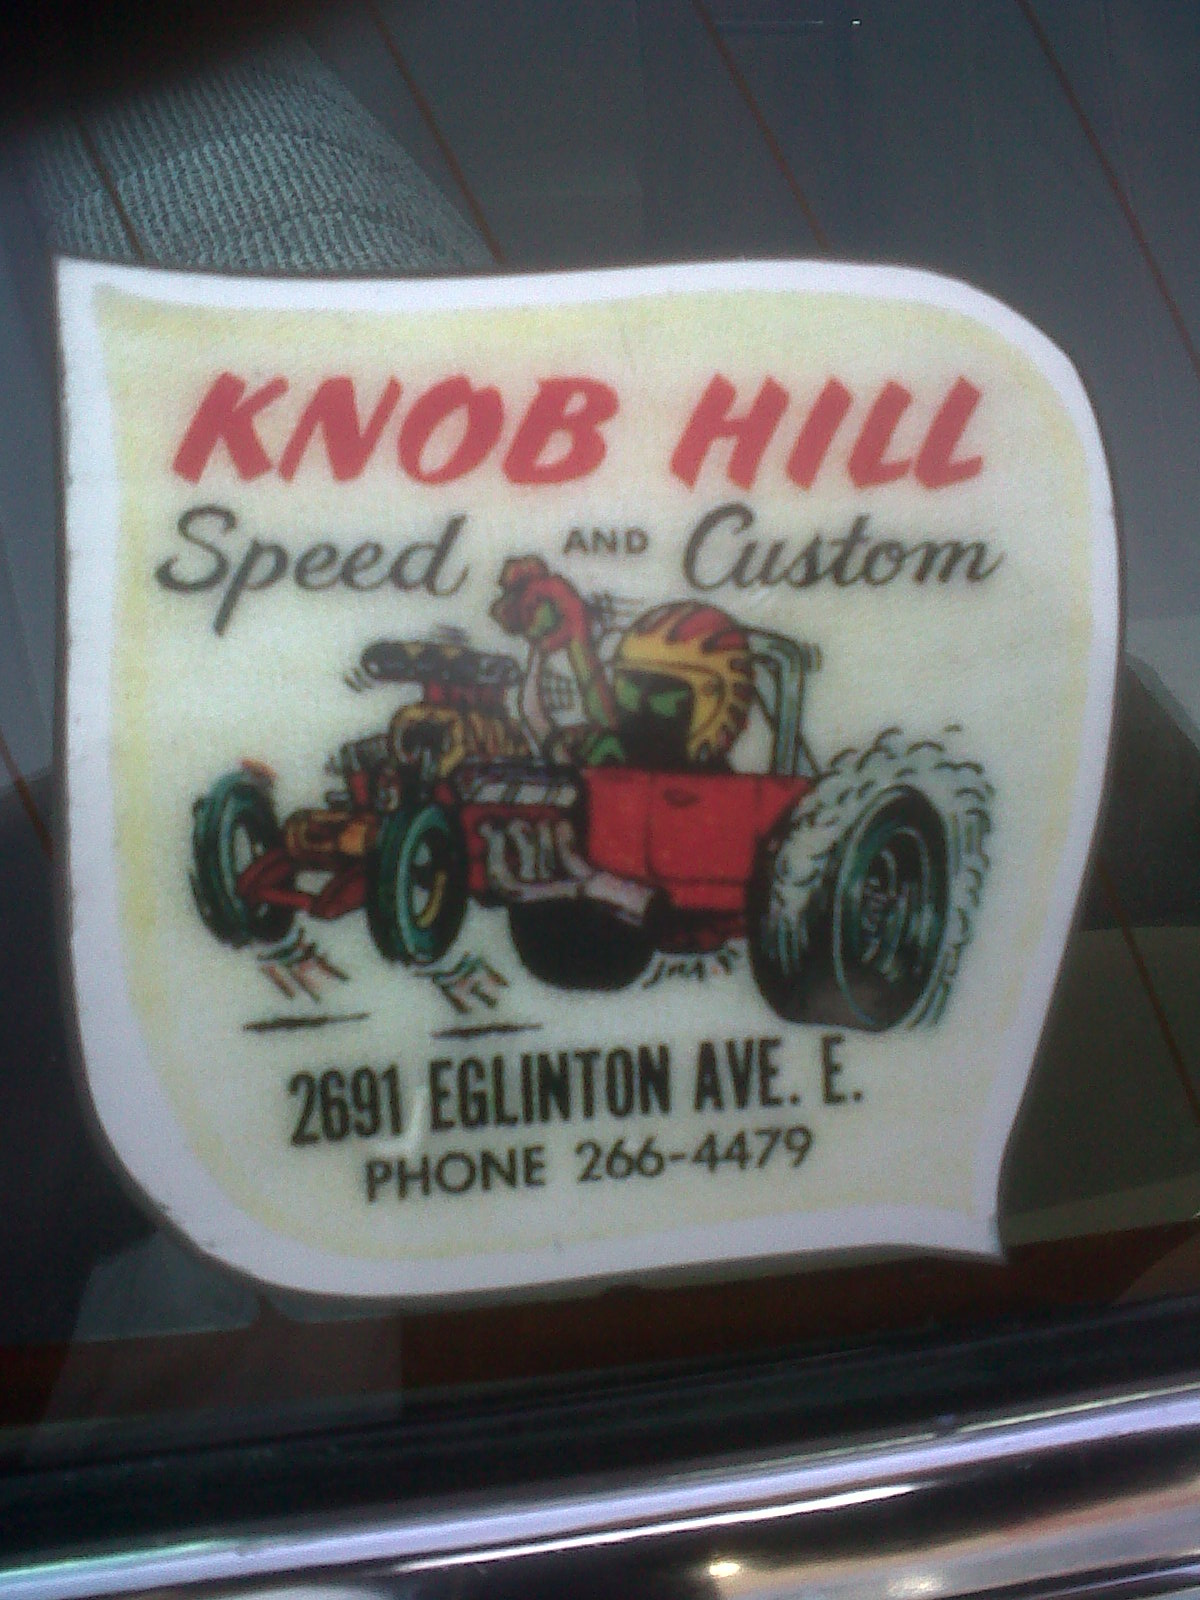 KNOB HILL
Speed AND Custom
2691 EGLINTON AVE. E.
PHONE 266-4479